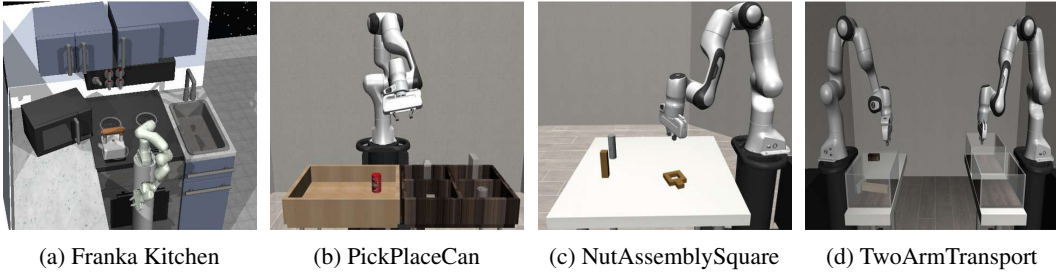 (a) Franka Kitchen
(b) PickPlaceCan
(c) NutAssemblySquare
(d) TwoArmTransport